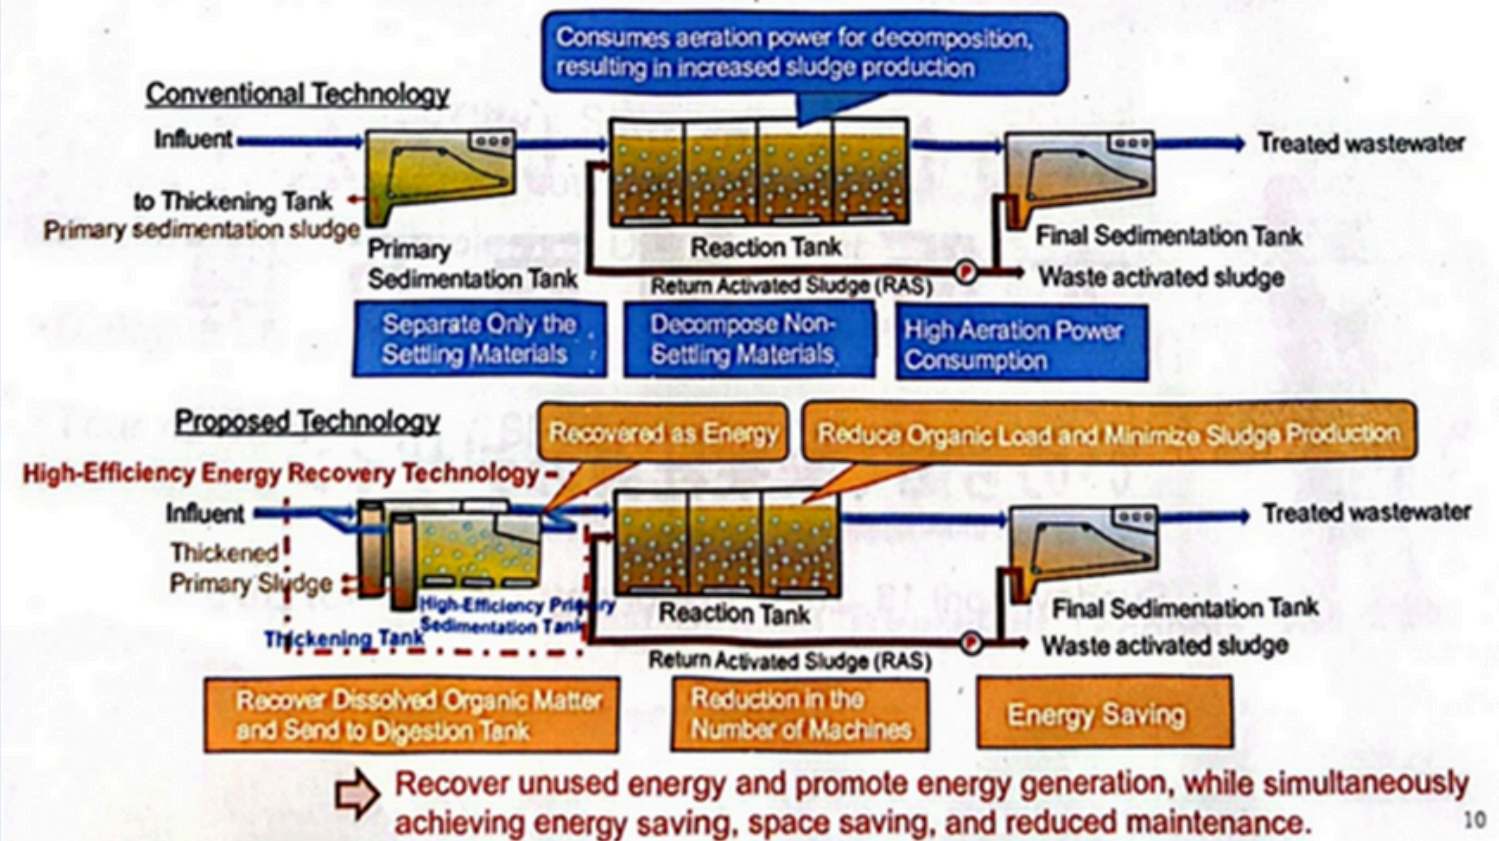 Consumes aeration power for decomposition,
resulting in increased sludge production
Conventional Technology
Influent
Treated wastewater
to Thickening Tank
Primary sedimentation sludge
Primary
Sedimentation Tank
Reaction Tank
Final Sedimentation Tank
P
Return Activated Sludge (RAS)
Waste activated sludge
Separate Only the
Settling Materials
Decompose Non-
Settling Materials
High Aeration Power
Consumption
Proposed Technology
Recovered as Energy
Reduce Organic Load and Minimize Sludge Production
High-Efficiency Energy Recovery Technology
Influent
Treated wastewater
Thickened
Primary Sludge
High-Efficiency Primary
Sedimentation Tank
Thickening Tank
Reaction Tank
Final Sedimentation Tank
P
Return Activated Sludge (RAS)
Waste activated sludge
Recover Dissolved Organic Matter
and Send to Digestion Tank
Reduction in the
Number of Machines
Energy Saving
Recover unused energy and promote energy generation, while simultaneously
achieving energy saving, space saving, and reduced maintenance.
10